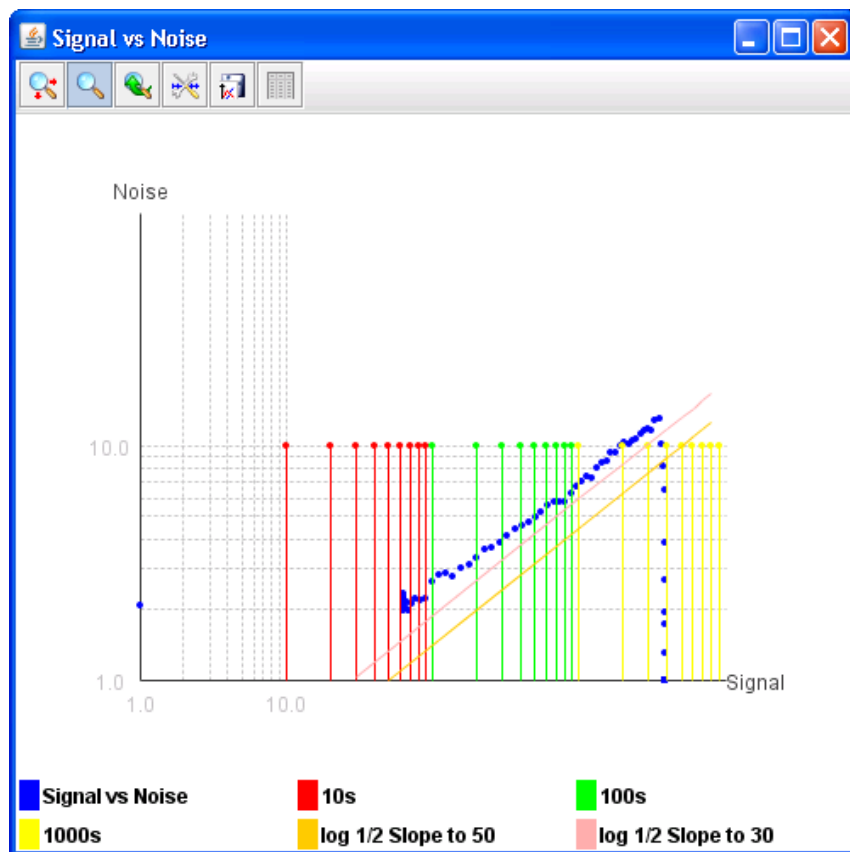 Signal vs Noise
Noise
10.0
1.0
Signal
1.0 10.0
Signal vs Noise 10s 100s
1000s log 1/2 Slope to 50 log 1/2 Slope to 30